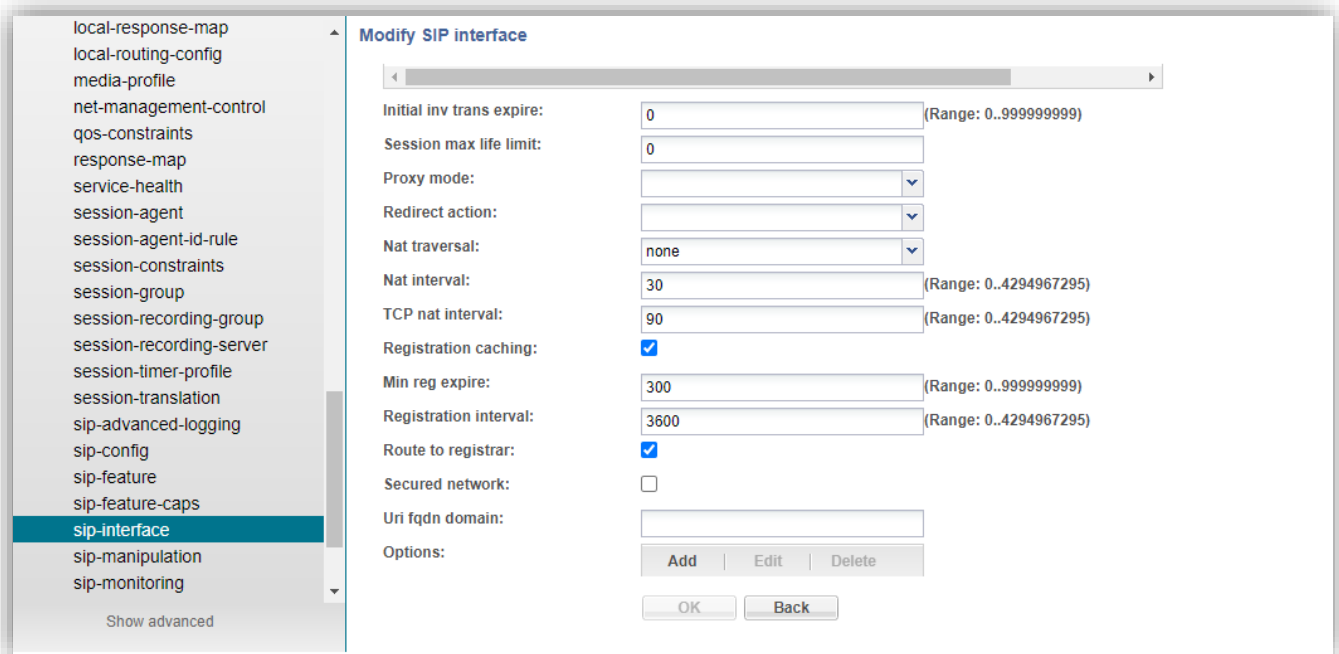 local-response-map
local-routing-config
media-profile
net-management-control
qos-constraints
response-map
service-health
session-agent
session-agent-id-rule
session-constraints
session-group
session-recording-group
session-recording-server
session-timer-profile
session-translation
sip-advanced-logging
sip-config
sip-feature
sip-feature-caps
sip-interface
sip-manipulation
sip-monitoring
Show advanced
Modify SIP interface
Initial inv trans expire: 0 (Range: 0..999999999)
Session max life limit: 0
Proxy mode:
Redirect action:
Nat traversal: none
Nat interval: 30 (Range: 0..4294967295)
TCP nat interval: 90 (Range: 0..4294967295)
Registration caching:
Min reg expire: 300 (Range: 0..999999999)
Registration interval: 3600 (Range: 0..4294967295)
Route to registrar:
Secured network:
Uri fqdn domain:
Options: Add Edit Delete
OK Back